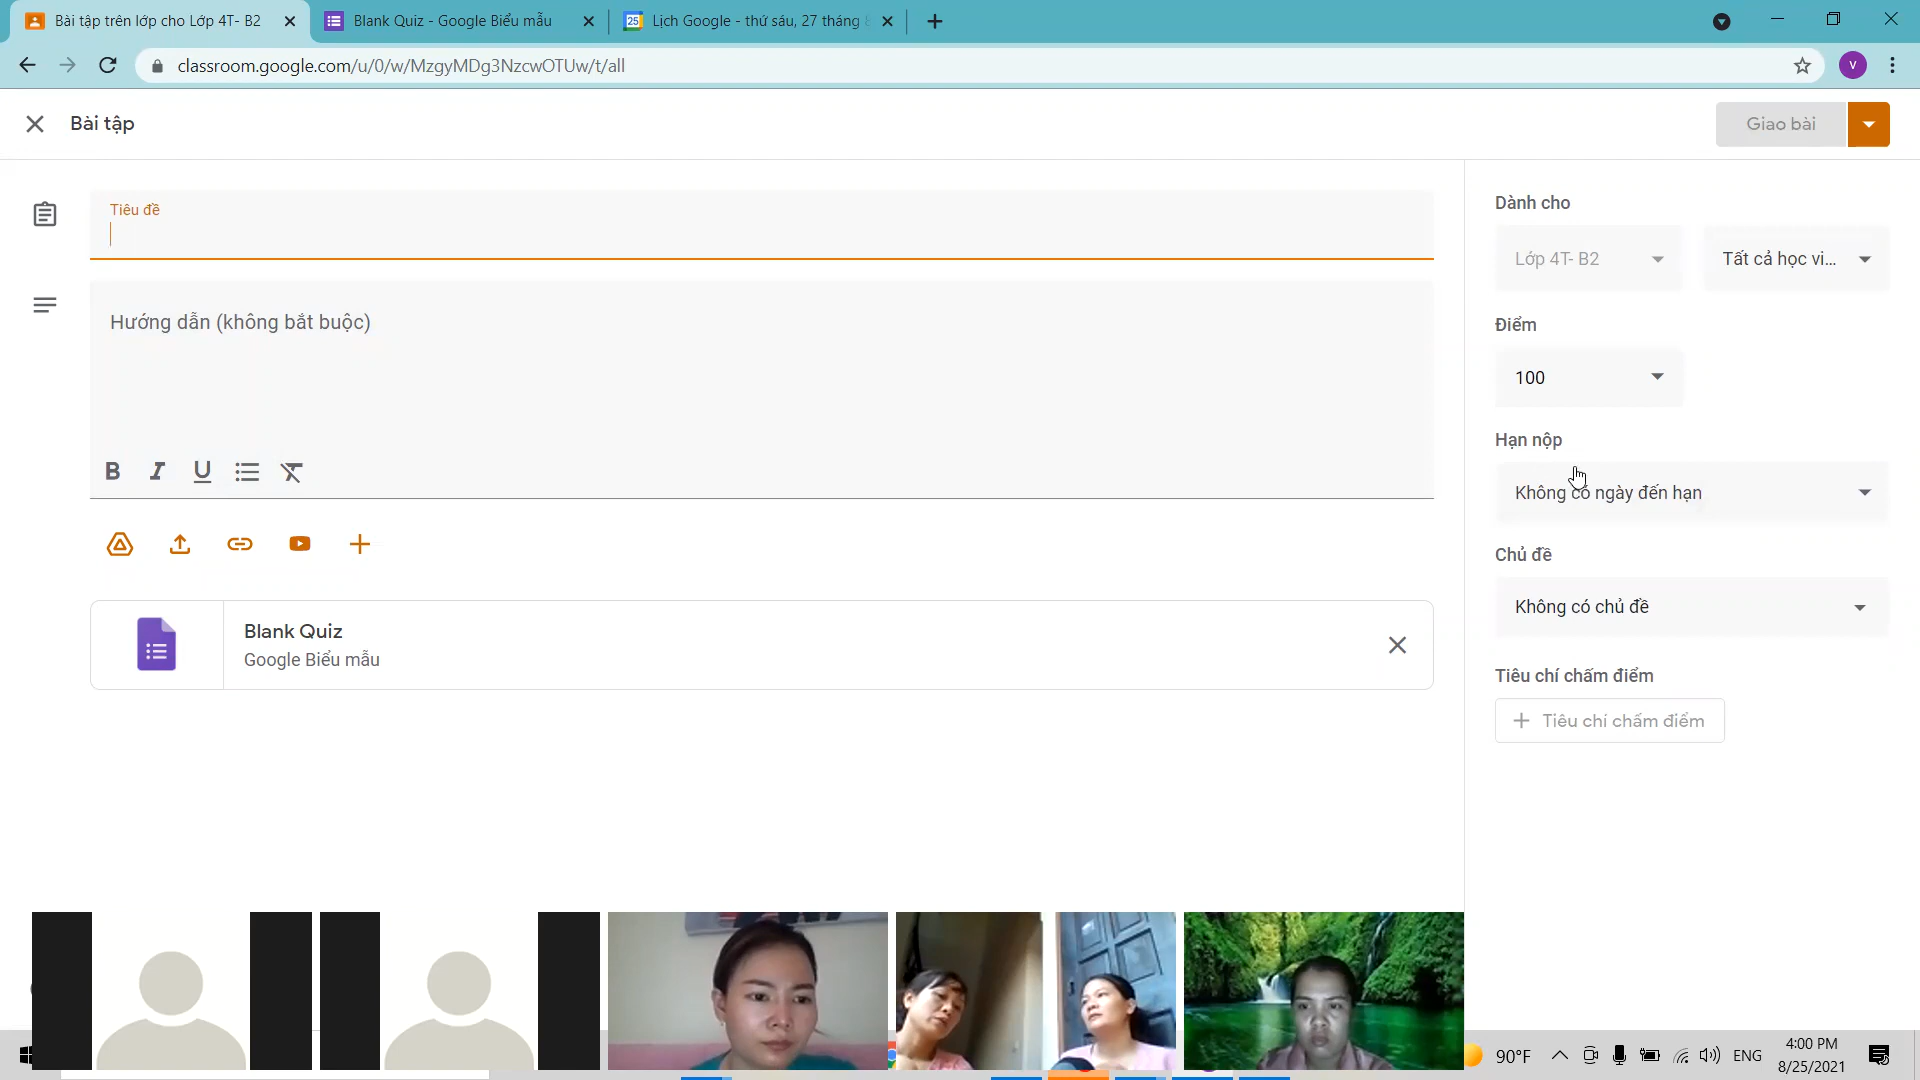 Bài tập trên lớp cho Lớp 4T- B2
Blank Quiz - Google Biểu mẫu
25
Lịch Google - thứ sáu, 27 tháng
classroom.google.com/u/0/w/MzgyMDg3NzcwOTUw/t/all
V
Bài tập
Giao bài
Tiêu đề
Hướng dẫn (không bắt buộc)
B I U
Blank Quiz
Google Biểu mẫu
Dành cho
Lớp 4T- B2
Tất cả học vi...
Điểm
100
Hạn nộp
Không có ngày đến hạn
Chủ đề
Không có chủ đề
Tiêu chí chấm điểm
Tiêu chí chấm điểm
90°F
ENG
4:00 PM
8/25/2021